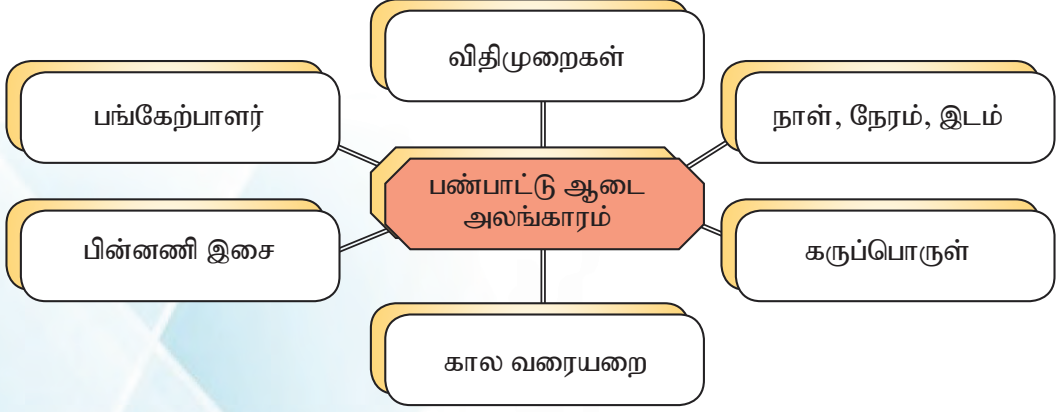 விதிமுறைகள்
பங்கேற்பாளர்
நாள், நேரம், இடம்
பண்பாட்டு ஆடை
அலங்காரம்
பின்னணி இசை
கருப்பொருள்
கால வரையறை